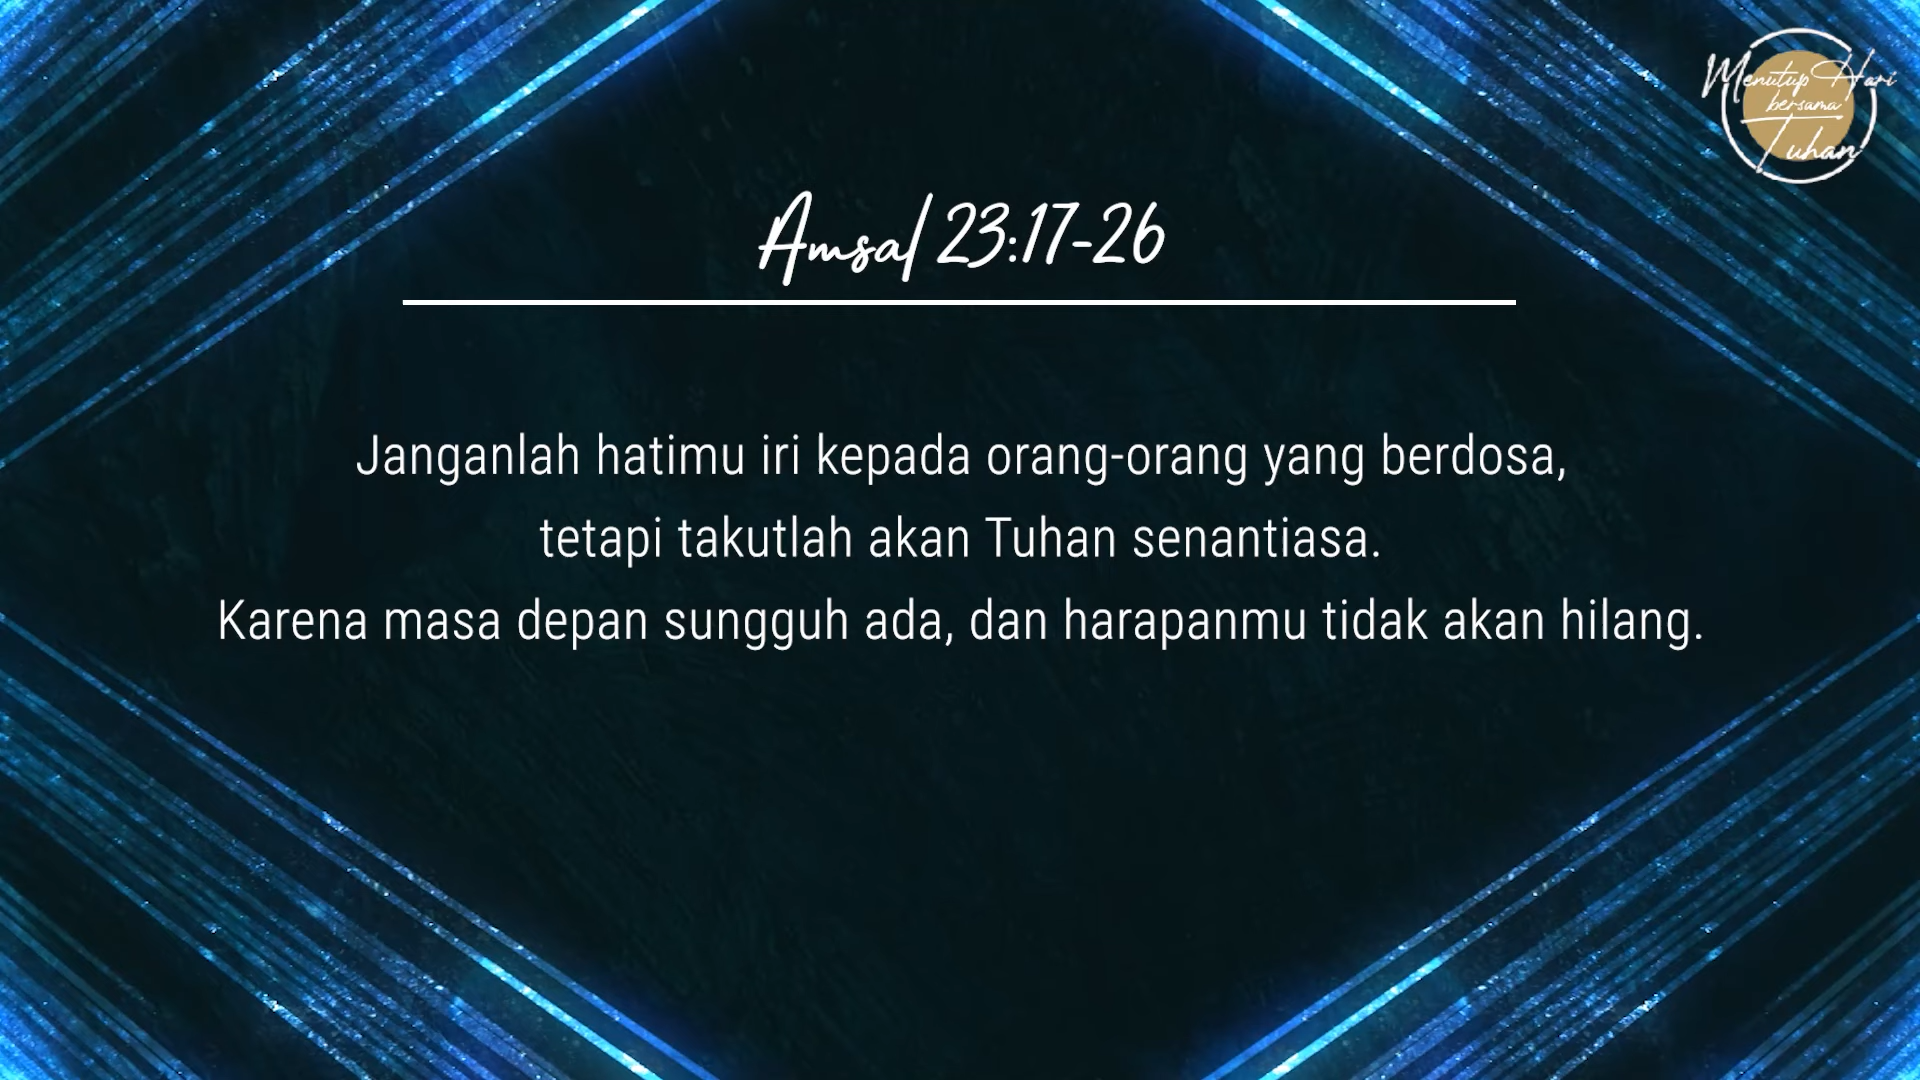 Menutup Hari
bersama
Tuhan
Amsal 23:17-26
Janganlah hatimu iri kepada orang-orang yang berdosa,
tetapi takutlah akan Tuhan senantiasa.
Karena masa depan sungguh ada, dan harapanmu tidak akan hilang.